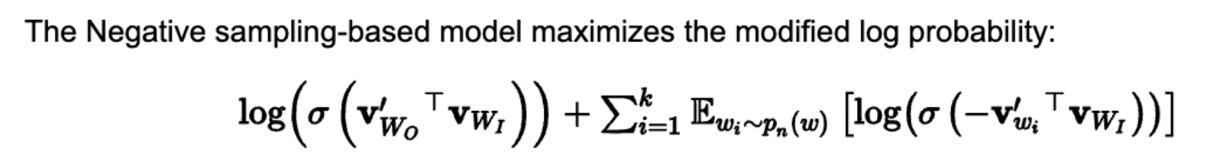 The Negative sampling-based model maximizes the modified log probability:
log(σ(v′_{W_O}^⊤ v_{W_I})) + ∑_{i=1}^{k} 𝔼_{w_i∼p_n(w)} [log(σ(−v′_{w_i}^⊤ v_{W_I}))]